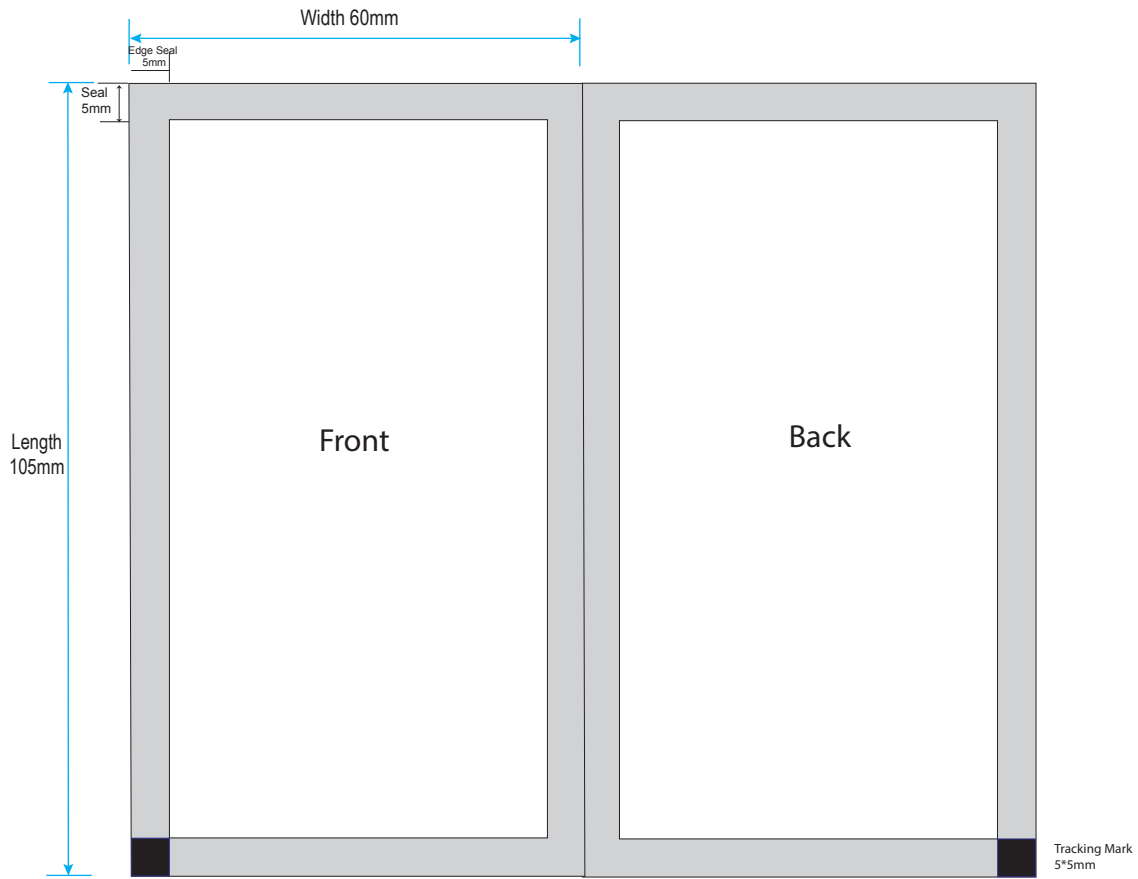 Width 60mm
Edge Seal
5mm
Seal
5mm
Length
105mm
Front
Back
Tracking Mark
5*5mm